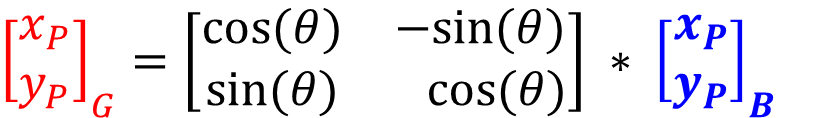 [x_P y_P]_G = [cos(θ) −sin(θ) sin(θ) cos(θ)] * [x_P y_P]_B